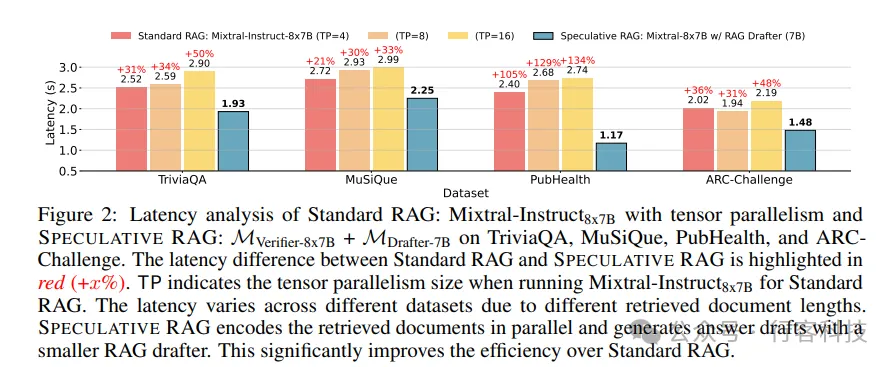 Standard RAG: Mixtral-Instruct-8x7B (TP=4) (TP=8) (TP=16) Speculative RAG: Mixtral-8x7B w/ RAG Drafter (7B)
Latency (s)
3.0
2.5
2.0
1.5
1.0
0.5
+31%
2.52
+34%
2.59
+50%
2.90
1.93
+21%
2.72
+30%
2.93
+33%
2.99
2.25
+105%
2.40
+129%
2.68
+134%
2.74
1.17
+36%
2.02
+31%
1.94
+48%
2.19
1.48
TriviaQA MuSiQue PubHealth ARC-Challenge
Dataset
Figure 2: Latency analysis of Standard RAG: Mixtral-Instruct8x7B with tensor parallelism and
SPECULATIVE RAG: MVerifier-8x7B + MDrafter-7B on TriviaQA, MuSiQue, PubHealth, and ARC-
Challenge. The latency difference between Standard RAG and SPECULATIVE RAG is highlighted in
red (+x%). TP indicates the tensor parallelism size when running Mixtral-Instruct8x7B for Standard
RAG. The latency varies across different datasets due to different retrieved document lengths.
SPECULATIVE RAG encodes the retrieved documents in parallel and generates answer drafts with a
smaller RAG drafter. This significantly improves the efficiency over Standard RAG.
公众号 · 行客科技